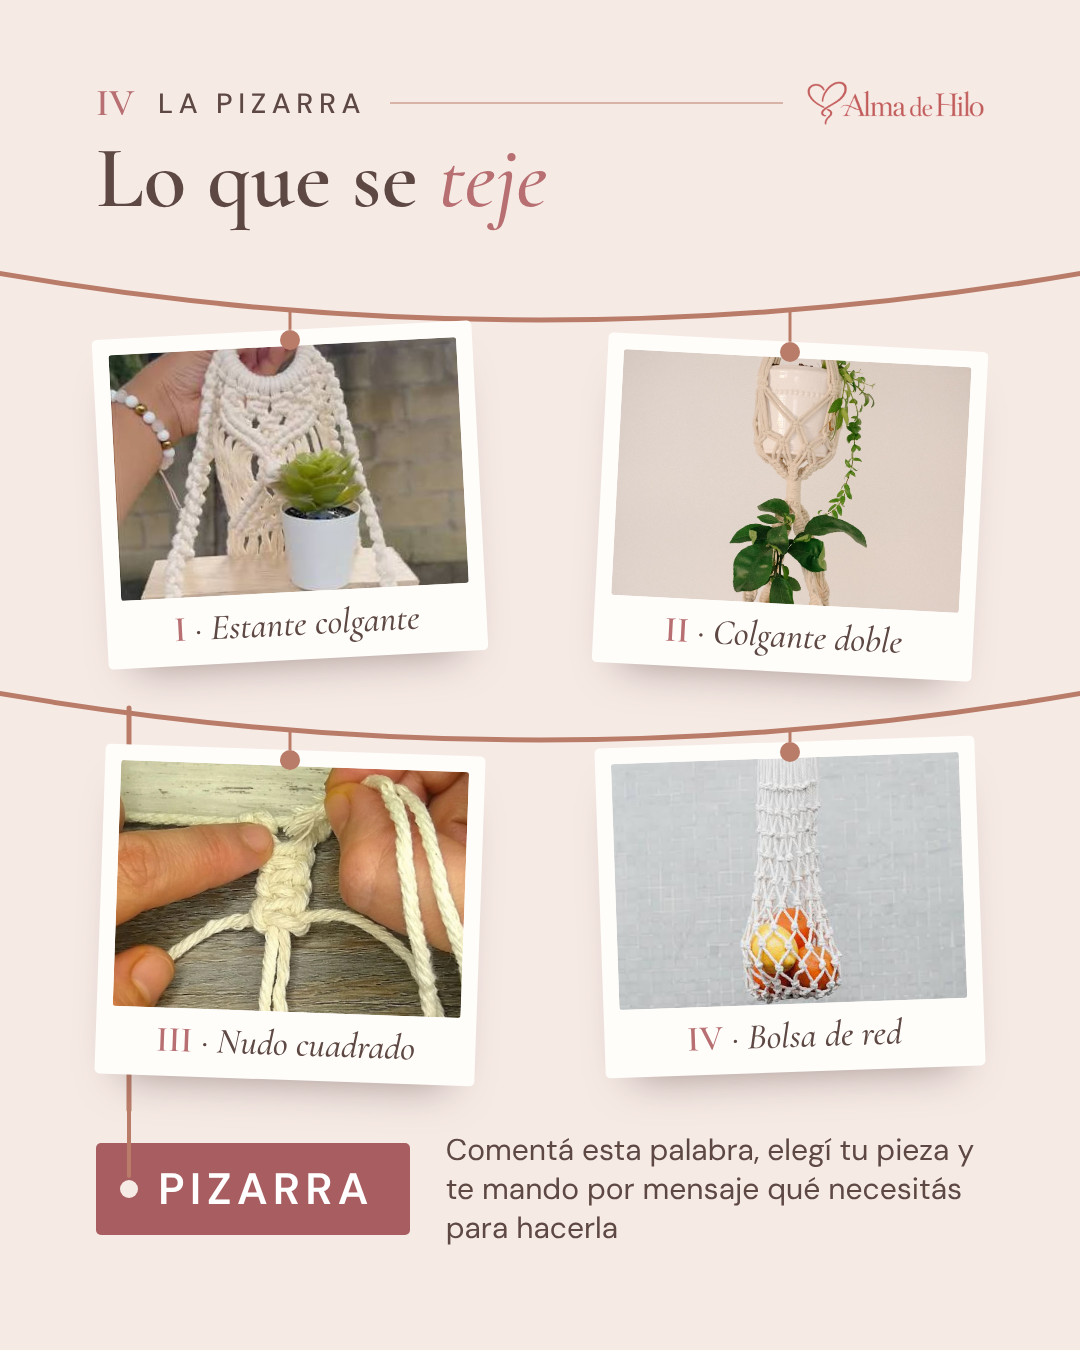 IV LA PIZARRA
Alma de Hilo
Lo que se teje
I · Estante colgante
II · Colgante doble
III · Nudo cuadrado
IV · Bolsa de red
PIZARRA
Comentá esta palabra, elegí tu pieza y
te mando por mensaje qué necesitás
para hacerla